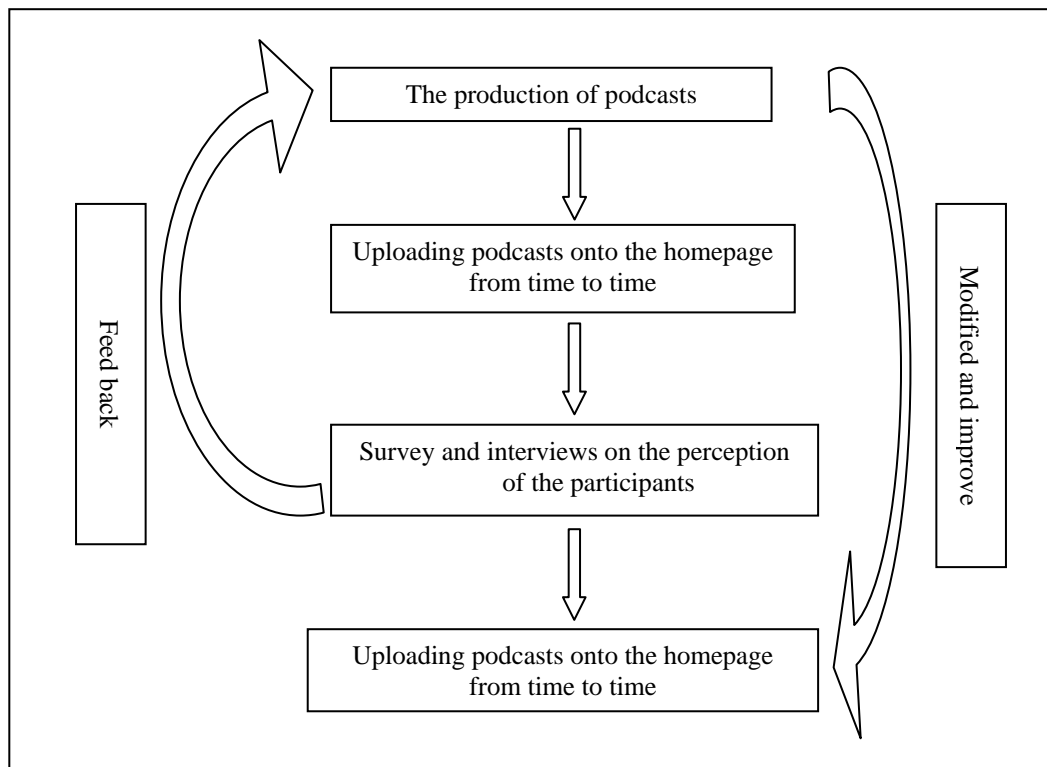 The production of podcasts
Uploading podcasts onto the homepage
from time to time
Feed back
Modified and improve
Survey and interviews on the perception
of the participants
Uploading podcasts onto the homepage
from time to time